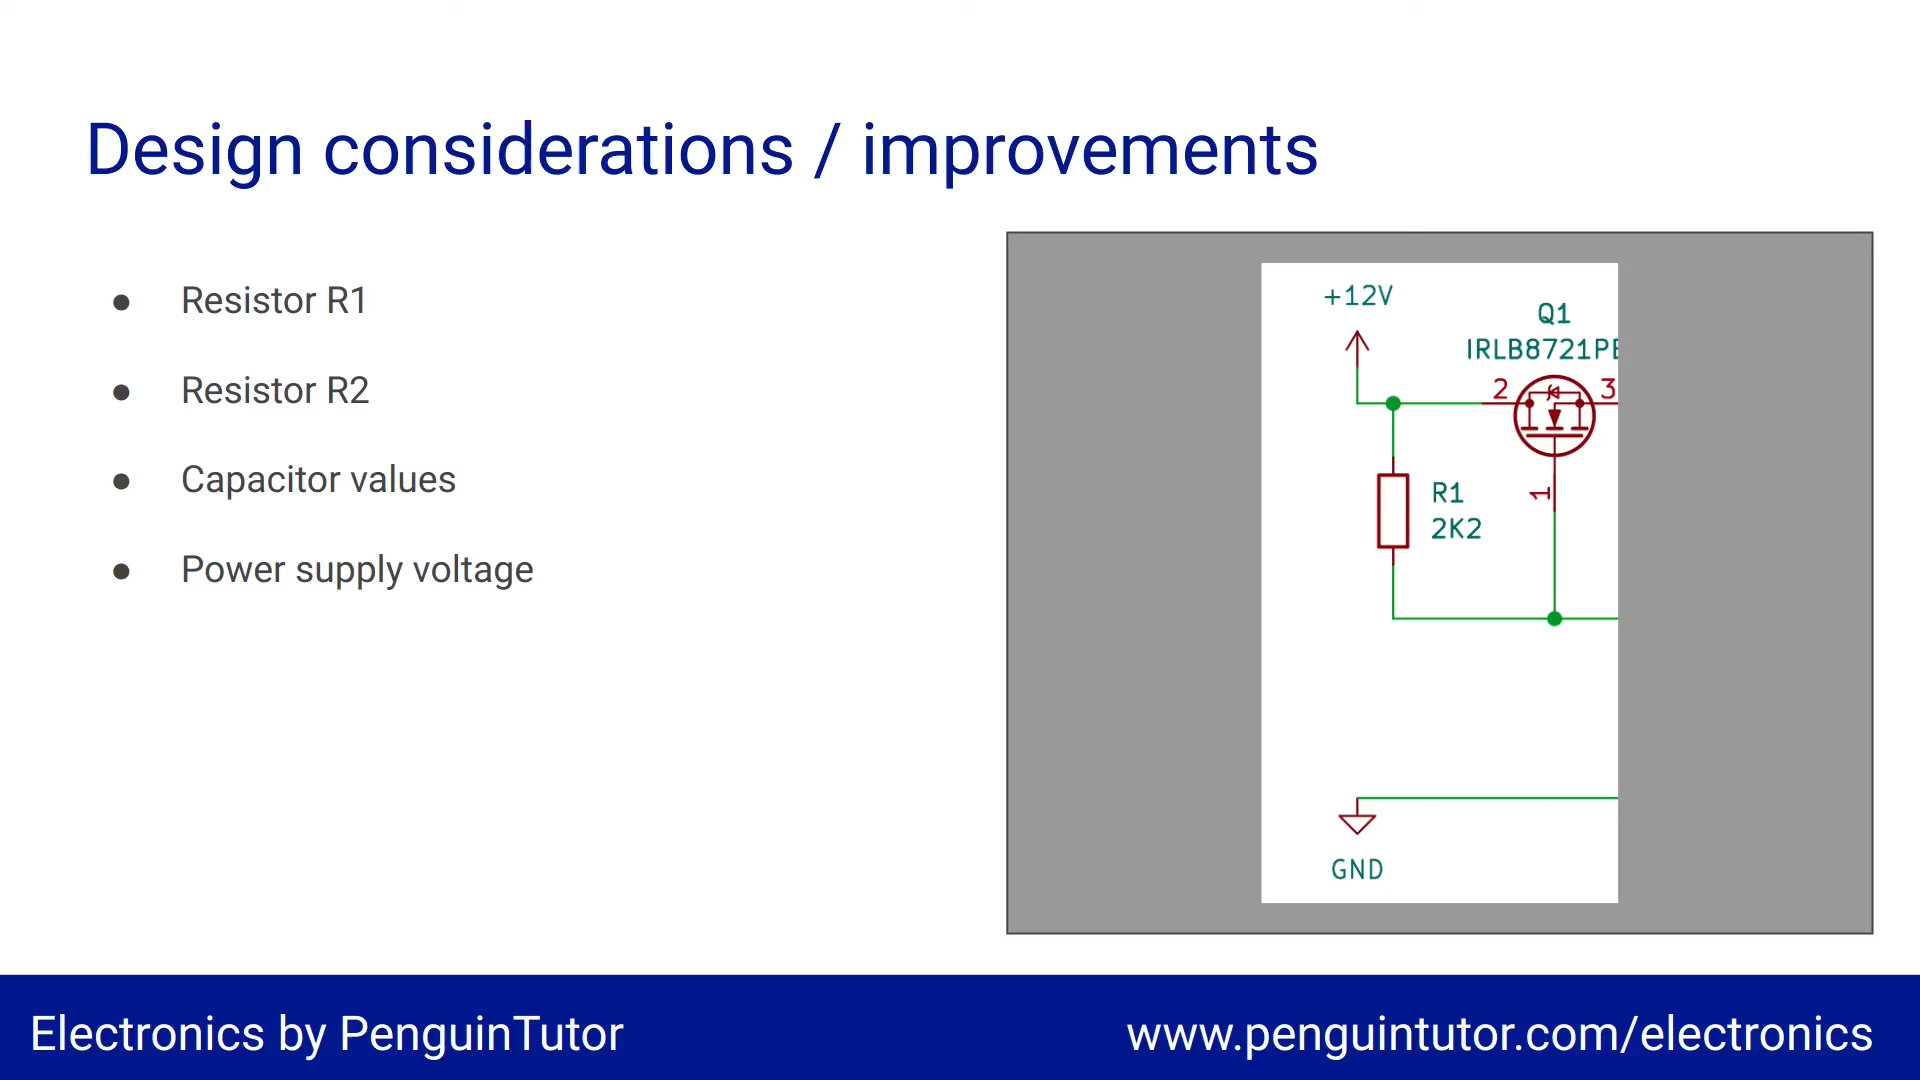 Design considerations / improvements
● Resistor R1
● Resistor R2
● Capacitor values
● Power supply voltage
+12V
Q1
IRLB8721PE
2
3
1
R1
2K2
GND
Electronics by PenguinTutor
www.penguintutor.com/electronics